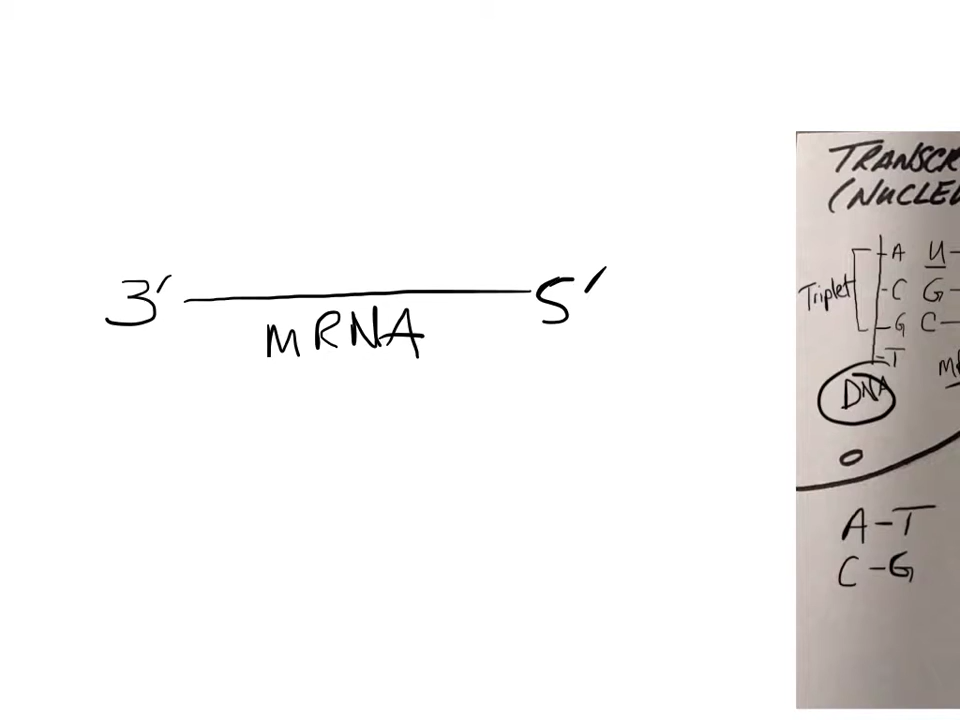 3' 5'
mRNA
TRANSCR
(NUCLEU
A U
Triplet C G
G C
T
DNA
A-T
C-G